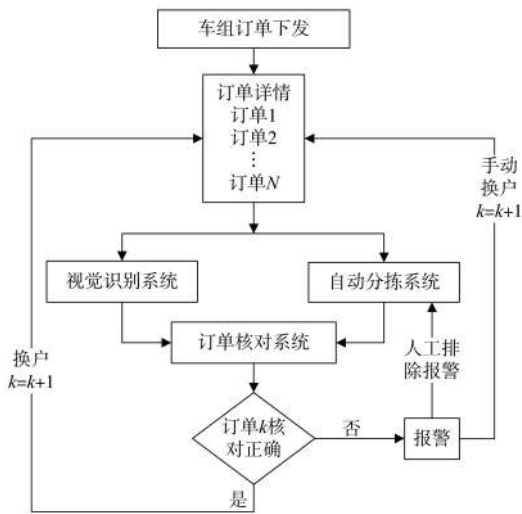 车组订单下发
订单详情
订单1
订单2
⋮
订单N
手动
换户
k=k+1
视觉识别系统
自动分拣系统
订单核对系统
人工排
除报警
换户
k=k+1
订单k核
对正确
否
报警
是